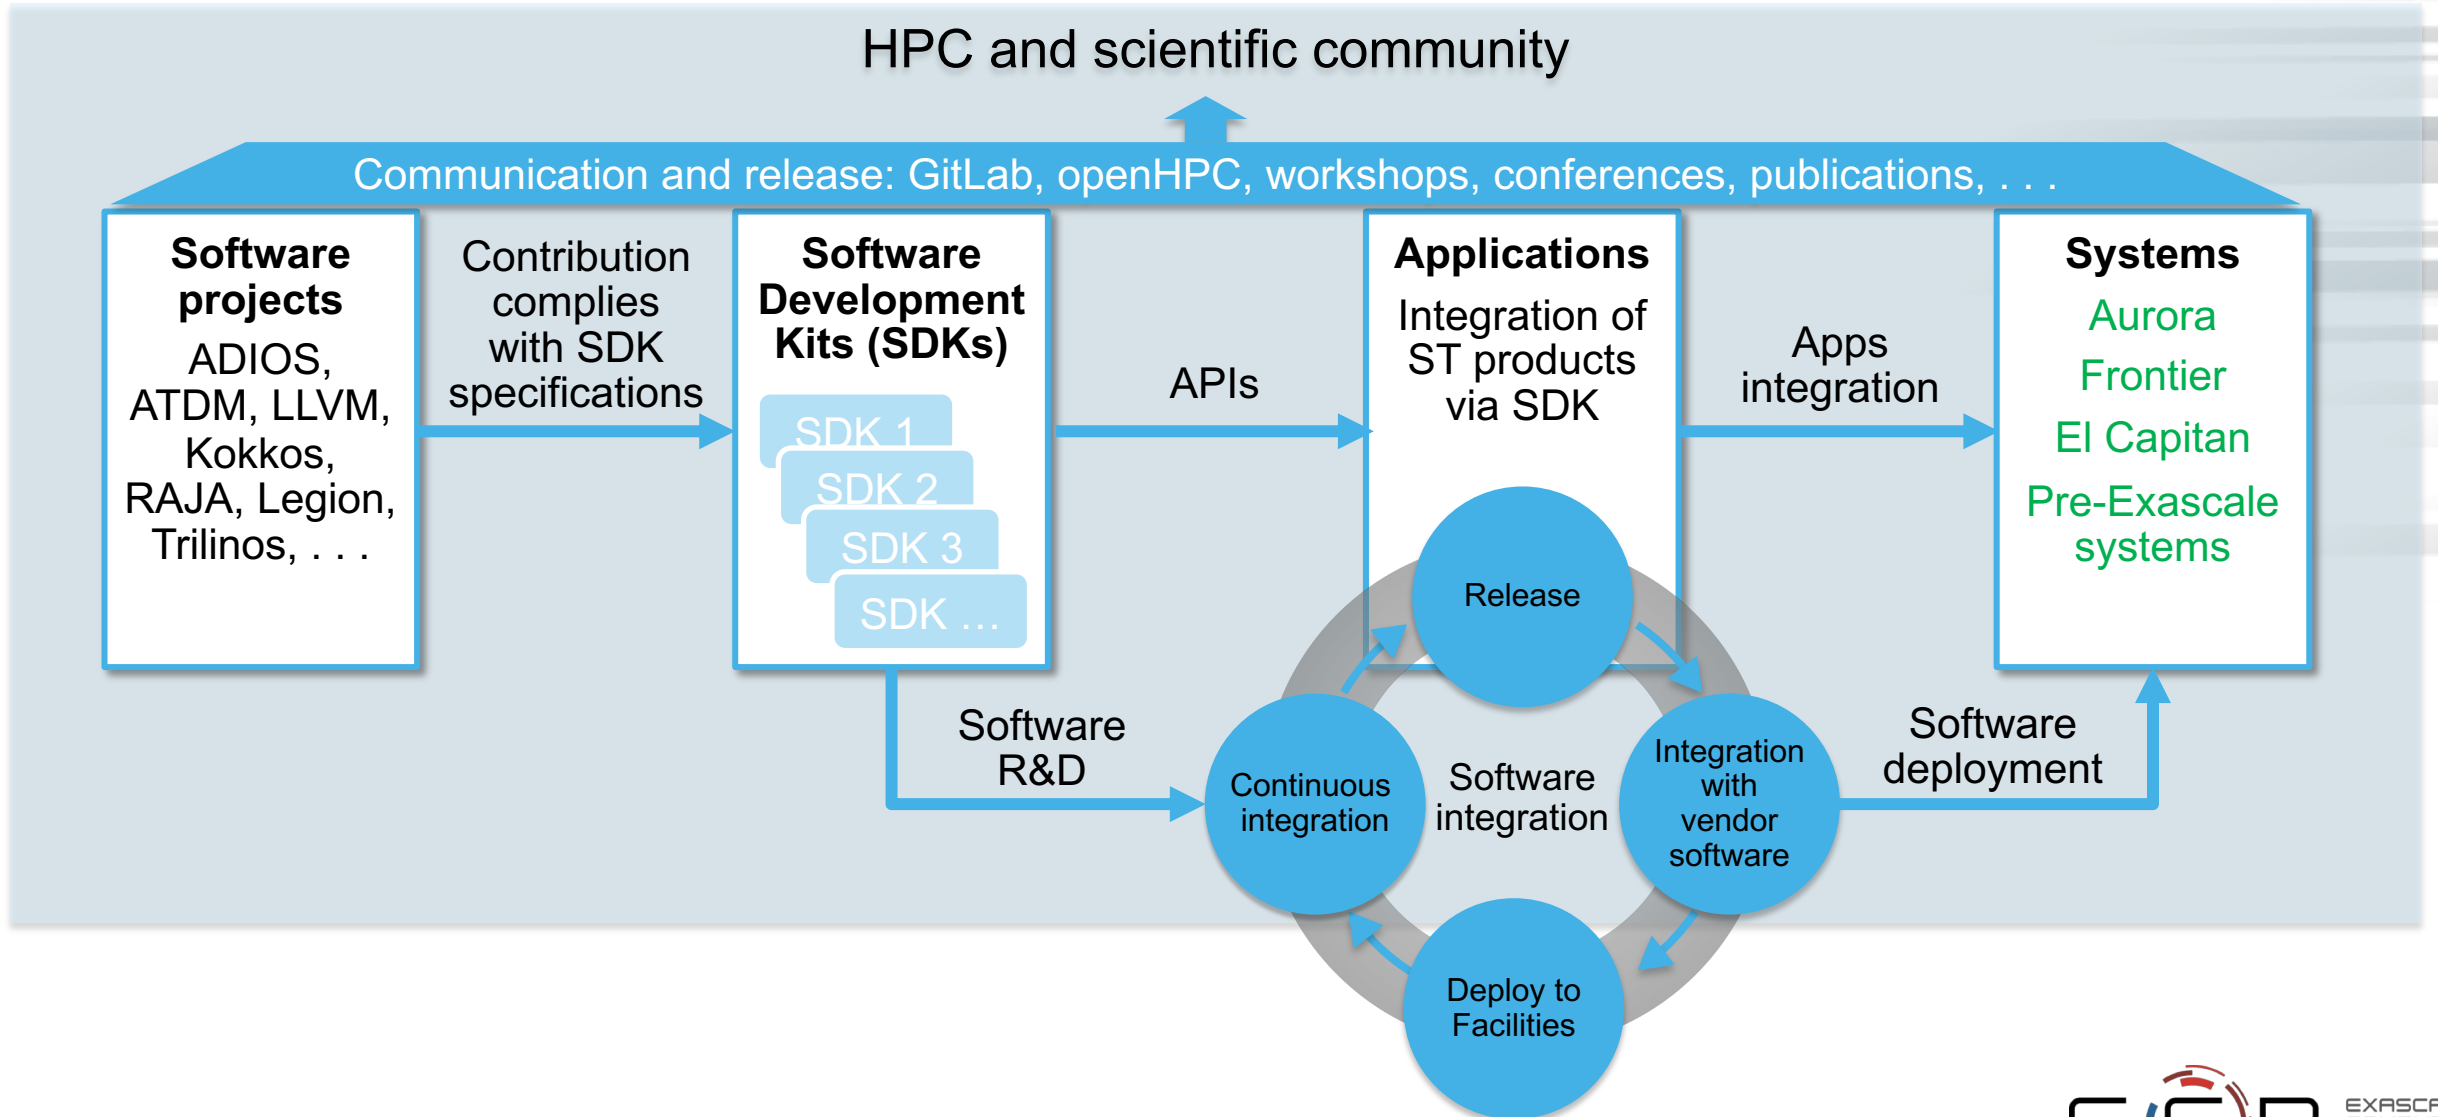 HPC and scientific community
Communication and release: GitLab, openHPC, workshops, conferences, publications, . . .
Software
projects
ADIOS,
ATDM, LLVM,
Kokkos,
RAJA, Legion,
Trilinos, . . .
Contribution
complies
with SDK
specifications
Software
Development
Kits (SDKs)
SDK 1
SDK 2
SDK 3
SDK …
APIs
Applications
Integration of
ST products
via SDK
Apps
integration
Systems
Aurora
Frontier
El Capitan
Pre-Exascale
systems
Software
R&D
Release
Continuous
integration
Software
integration
Integration
with
vendor
software
Deploy to
Facilities
Software
deployment